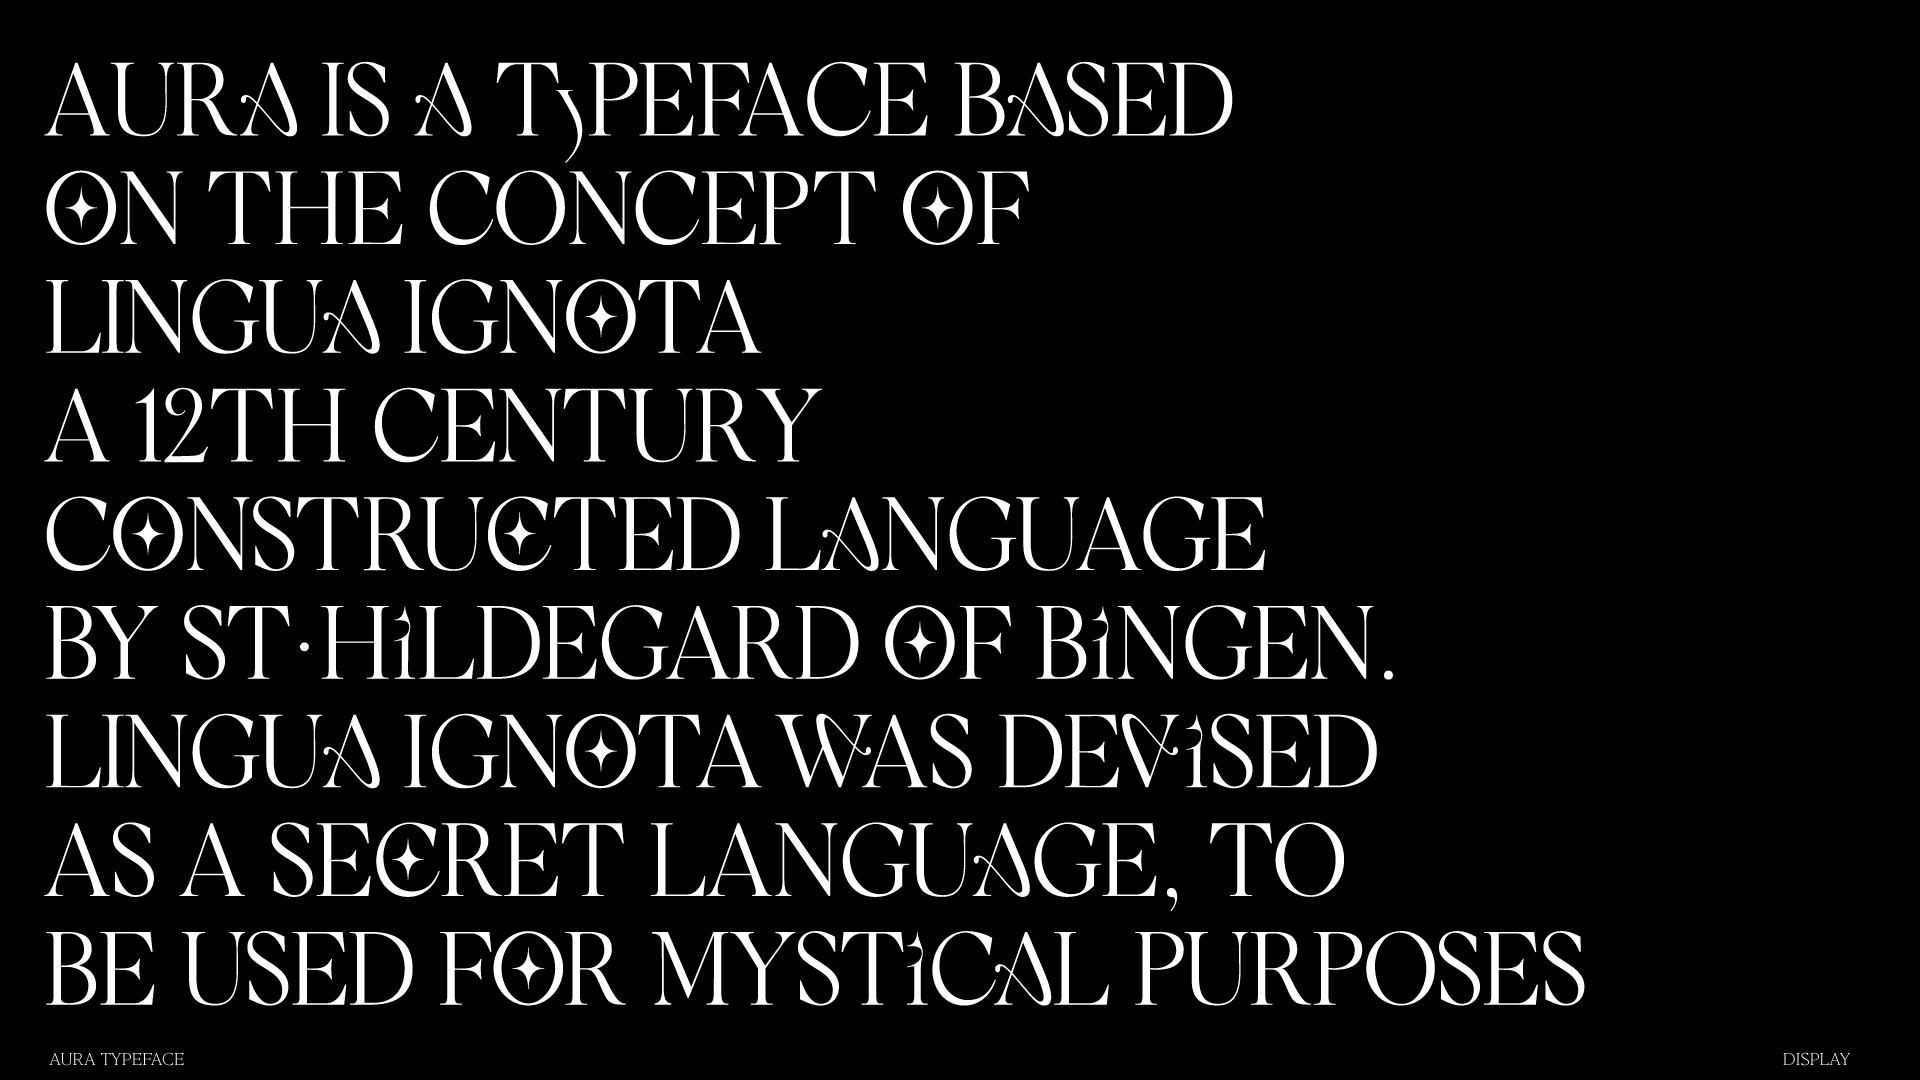 AURA IS A TYPEFACE BASED
ON THE CONCEPT OF
LINGUA IGNOTA
A 12TH CENTURY
CONSTRUCTED LANGUAGE
BY ST·HiLDEGARD OF BiNGEN.
LINGUA IGNOTA WAS DEViSED
AS A SECRET LANGUAGE, TO
BE USED FOR MYSTiCAL PURPOSES
AURA TYPEFACE
DISPLAY